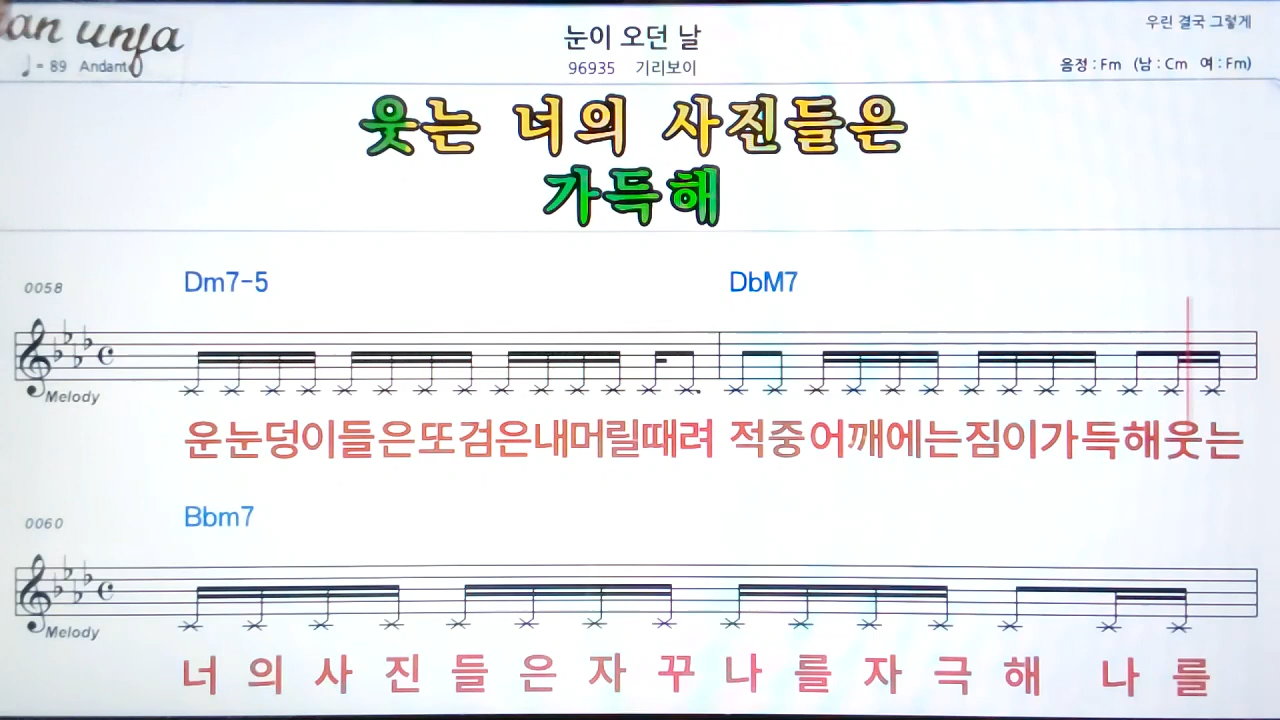 an unfa
눈이 오던 날
우린 결국 그렇게
♩ = 89 Andant
96935 기리보이
음정 : Fm (남 : Cm 여 : Fm)
웃는 너의 사진들은
가득해
0058
Dm7-5 DbM7
Melody
운눈덩이들은또검은내머릴때려 적중어깨에는짐이가득해웃는
0060
Bbm7
Melody
너 의 사 진 들 은 자 꾸 나 를 자 극 해 나 를